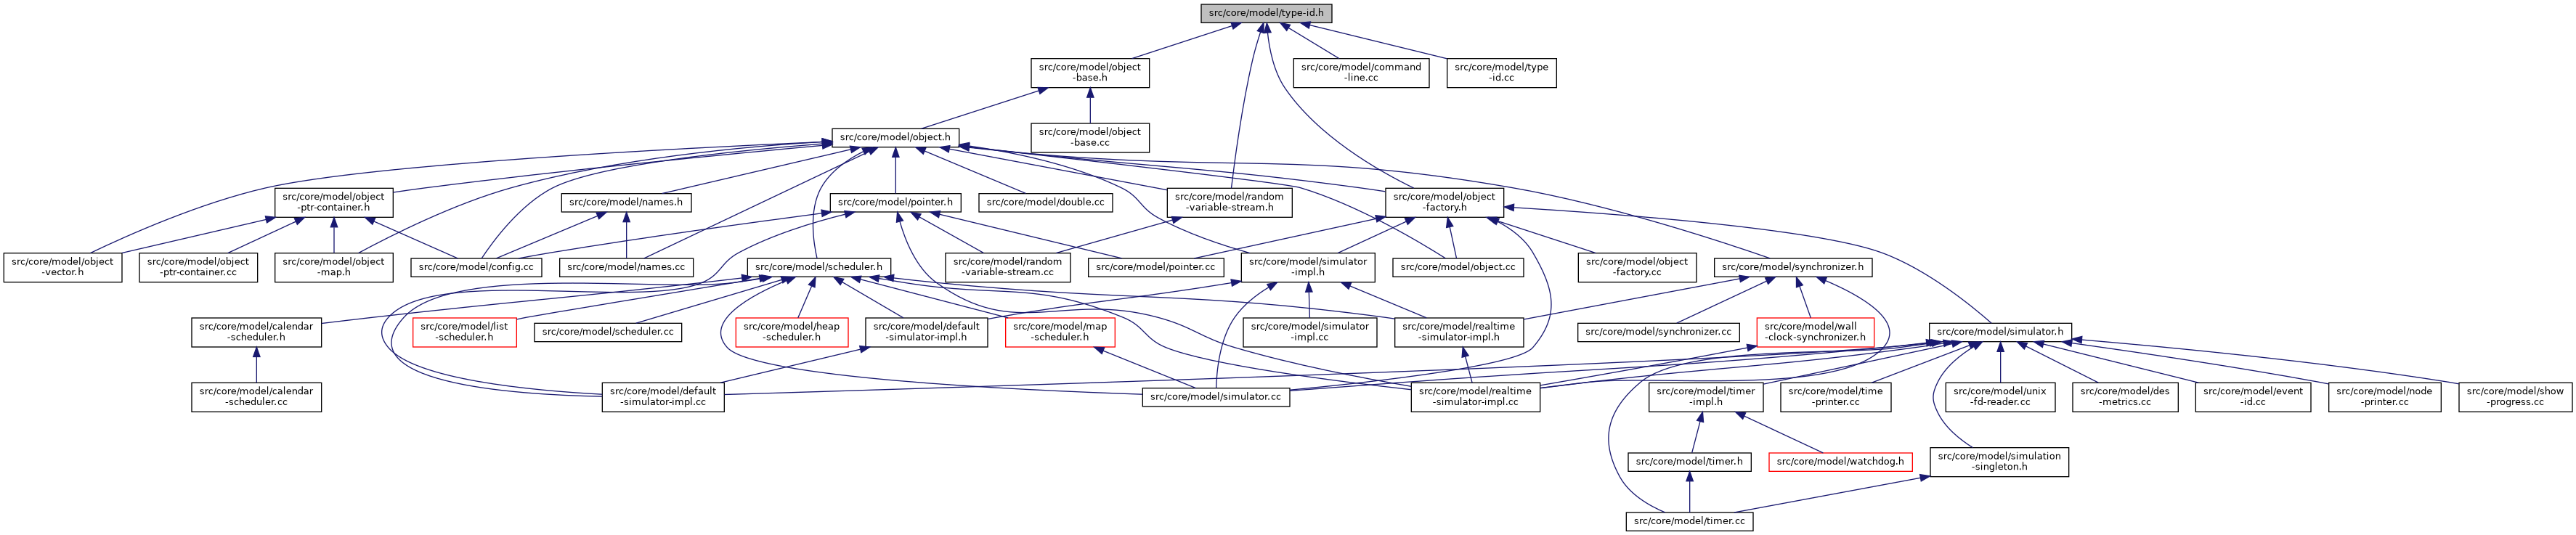 src/core/model/type-id.h
src/core/model/object
-base.h
src/core/model/command
-line.cc
src/core/model/type
-id.cc
src/core/model/object.h
src/core/model/object
-base.cc
src/core/model/object
-ptr-container.h
src/core/model/names.h
src/core/model/pointer.h
src/core/model/double.cc
src/core/model/random
-variable-stream.h
src/core/model/object
-factory.h
src/core/model/object
-vector.h
src/core/model/object
-ptr-container.cc
src/core/model/object
-map.h
src/core/model/config.cc
src/core/model/names.cc
src/core/model/scheduler.h
src/core/model/random
-variable-stream.cc
src/core/model/pointer.cc
src/core/model/simulator
-impl.h
src/core/model/object.cc
src/core/model/object
-factory.cc
src/core/model/synchronizer.h
src/core/model/calendar
-scheduler.h
src/core/model/list
-scheduler.h
src/core/model/scheduler.cc
src/core/model/heap
-scheduler.h
src/core/model/default
-simulator-impl.h
src/core/model/map
-scheduler.h
src/core/model/simulator
-impl.cc
src/core/model/realtime
-simulator-impl.h
src/core/model/synchronizer.cc
src/core/model/wall
-clock-synchronizer.h
src/core/model/simulator.h
src/core/model/calendar
-scheduler.cc
src/core/model/default
-simulator-impl.cc
src/core/model/simulator.cc
src/core/model/realtime
-simulator-impl.cc
src/core/model/timer
-impl.h
src/core/model/time
-printer.cc
src/core/model/unix
-fd-reader.cc
src/core/model/des
-metrics.cc
src/core/model/event
-id.cc
src/core/model/node
-printer.cc
src/core/model/show
-progress.cc
src/core/model/timer.h
src/core/model/watchdog.h
src/core/model/simulation
-singleton.h
src/core/model/timer.cc